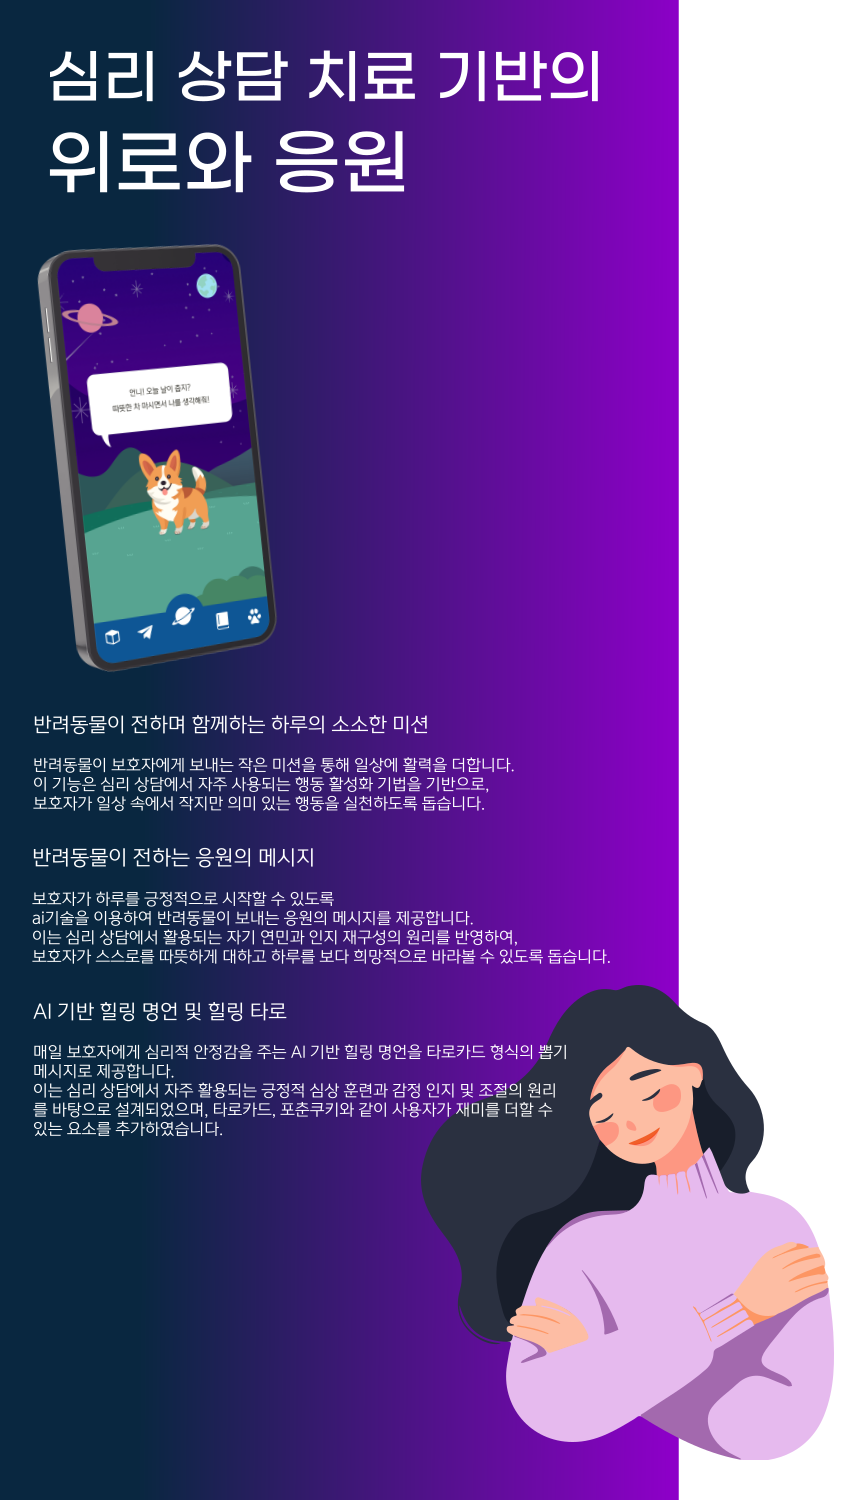 심리 상담 치료 기반의
위로와 응원
언니! 오늘 날이 춥지?
따뜻한 차 마시면서 나를 생각해줘!
반려동물이 전하며 함께하는 하루의 소소한 미션
반려동물이 보호자에게 보내는 작은 미션을 통해 일상에 활력을 더합니다.
이 기능은 심리 상담에서 자주 사용되는 행동 활성화 기법을 기반으로,
보호자가 일상 속에서 작지만 의미 있는 행동을 실천하도록 돕습니다.
반려동물이 전하는 응원의 메시지
보호자가 하루를 긍정적으로 시작할 수 있도록
ai기술을 이용하여 반려동물이 보내는 응원의 메시지를 제공합니다.
이는 심리 상담에서 활용되는 자기 연민과 인지 재구성의 원리를 반영하여,
보호자가 스스로를 따뜻하게 대하고 하루를 보다 희망적으로 바라볼 수 있도록 돕습니다.
AI 기반 힐링 명언 및 힐링 타로
매일 보호자에게 심리적 안정감을 주는 AI 기반 힐링 명언을 타로카드 형식의 뽑기
메시지로 제공합니다.
이는 심리 상담에서 자주 활용되는 긍정적 심상 훈련과 감정 인지 및 조절의 원리
를 바탕으로 설계되었으며, 타로카드, 포춘쿠키와 같이 사용자가 재미를 더할 수
있는 요소를 추가하였습니다.